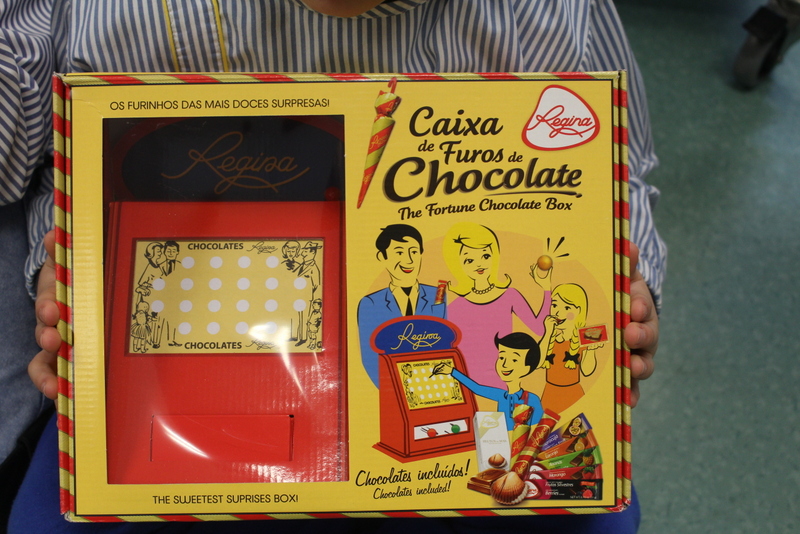 OS FURINHOS DAS MAIS DOCES SURPRESAS!
Regina
CHOCOLATES
CHOCOLATES
THE SWEETEST SUPRISES BOX!
Caixa
de Furos de
Chocolate
The Fortune Chocolate Box
Regina
Regina
Chocolates incluídos!
Chocolates included!